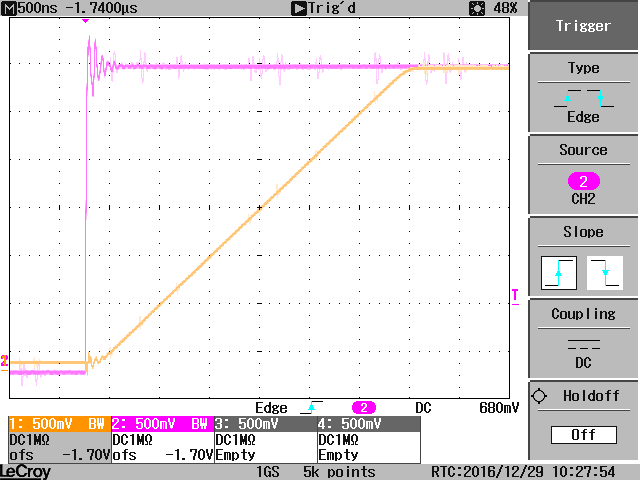 M 500ns -1.7400μs Trig'd 48%
Trigger
Type
Edge
Source
2
CH2
Slope
T
Coupling
DC
2
Holdoff
Off
Edge 2 DC 680mV
1: 500mV BW 2: 500mV BW 3: 500mV 4: 500mV
DC1MΩ DC1MΩ DC1MΩ DC1MΩ
ofs -1.70V ofs -1.70V Empty Empty
LeCroy 1GS 5k points RTC:2016/12/29 10:27:54